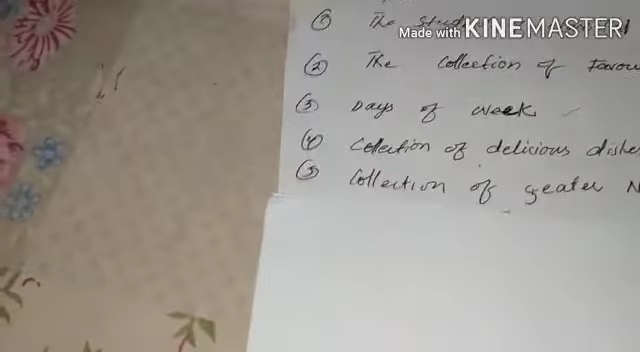 ① The
Made with KINEMASTER
② The collection of
③ Days of week
④ Collection of delicious
⑤ Collection of greater N